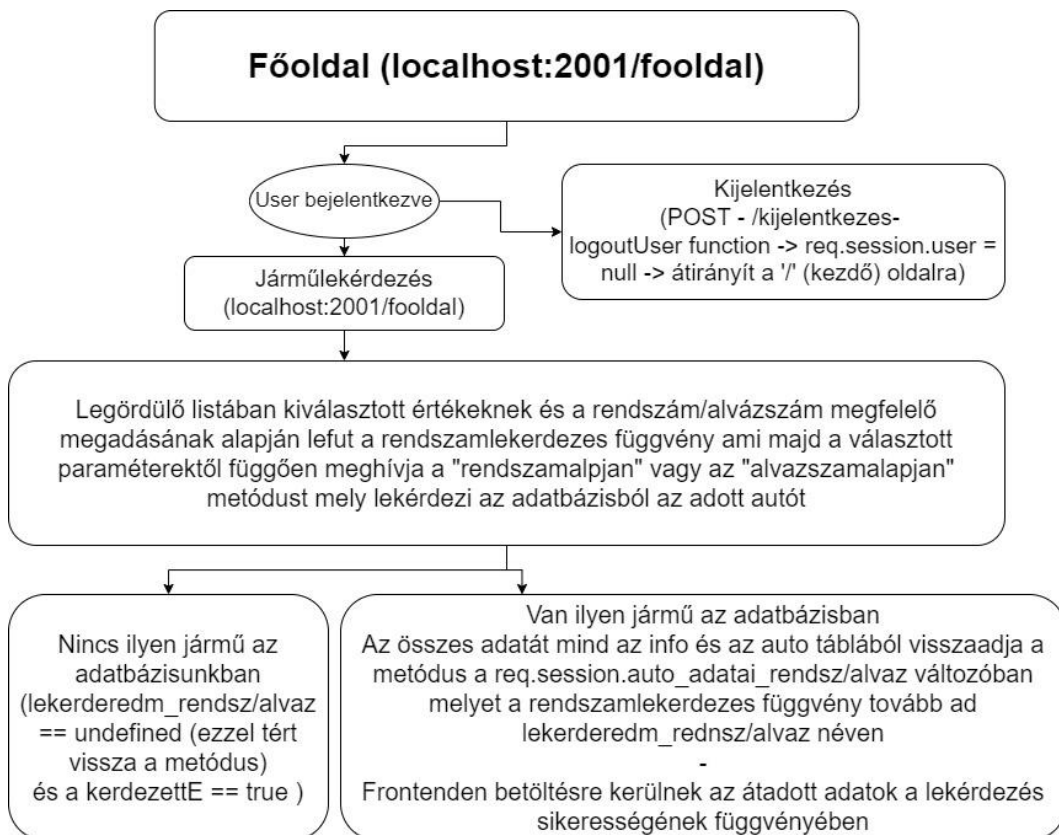 Főoldal (localhost:2001/fooldal)
User bejelentkezve
Kijelentkezés
(POST - /kijelentkezes-
logoutUser function -> req.session.user =
null -> átirányít a '/' (kezdő) oldalra)
Járműlekérdezés
(localhost:2001/fooldal)
Legördülő listában kiválasztott értékeknek és a rendszám/alvázszám megfelelő
megadásának alapján lefut a rendszamlekerdezes függvény ami majd a választott
paraméterektől függően meghívja a "rendszamalpjan" vagy az "alvazszamalapjan"
metódust mely lekérdezi az adatbázisból az adott autót
Nincs ilyen jármű az
adatbázisunkban
(lekerderedm_rendsz/alvaz
== undefined (ezzel tért
vissza a metódus)
és a kerdezettE == true )
Van ilyen jármű az adatbázisban
Az összes adatát mind az info és az auto táblából visszaadja a
metódus a req.session.auto_adatai_rendsz/alvaz változóban
melyet a rendszamlekerdezes függvény tovább ad
lekerderedm_rednsz/alvaz néven
-
Frontenden betöltésre kerülnek az átadott adatok a lekérdezés
sikerességének függvényében